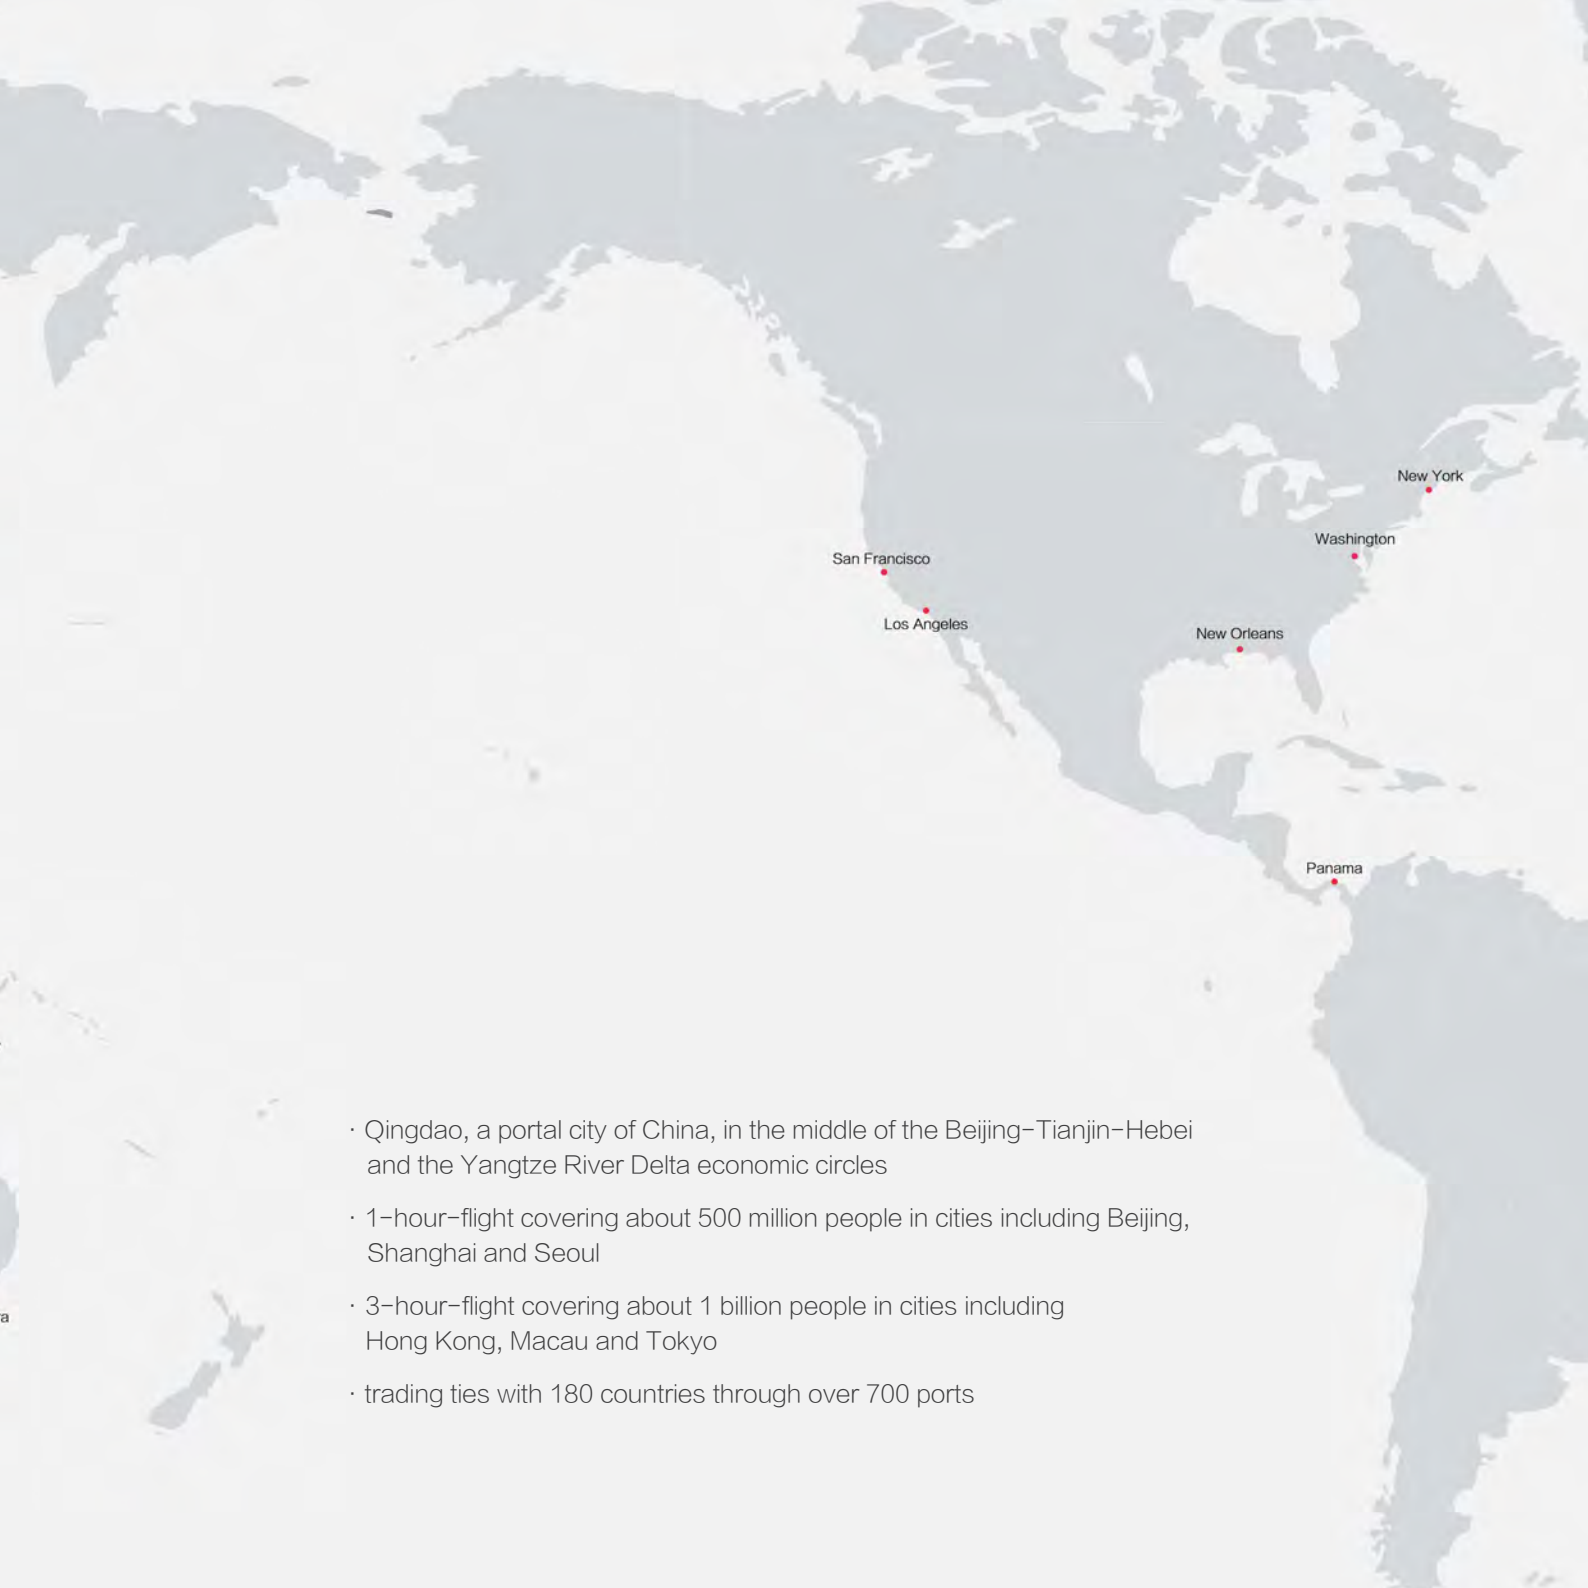 New York
Washington
San Francisco
Los Angeles
New Orleans
Panama
· Qingdao, a portal city of China, in the middle of the Beijing-Tianjin-Hebei
and the Yangtze River Delta economic circles
· 1-hour-flight covering about 500 million people in cities including Beijing,
Shanghai and Seoul
· 3-hour-flight covering about 1 billion people in cities including
Hong Kong, Macau and Tokyo
· trading ties with 180 countries through over 700 ports